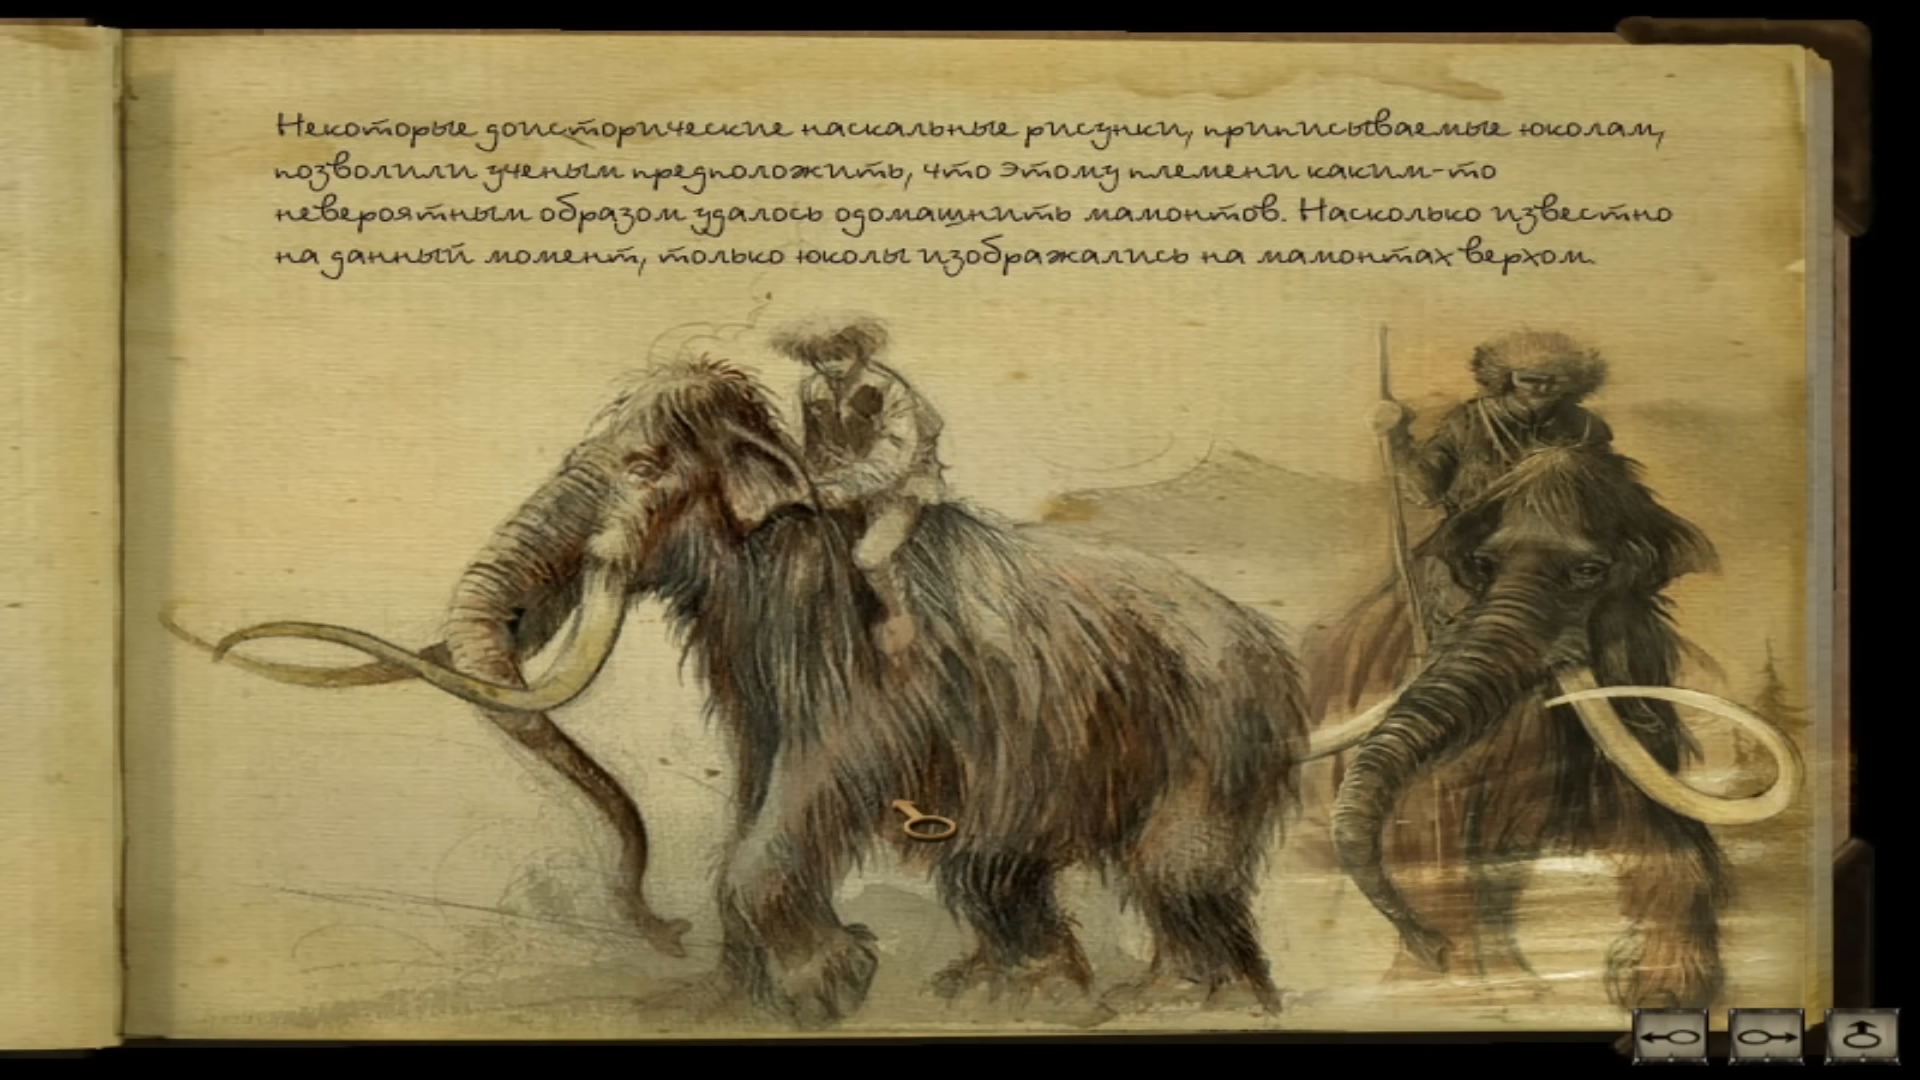 Некоторые доисторические наскальные рисунки, приписываемые юколам,
позволили ученым предположить, что этому племени каким-то
невероятным образом удалось одомашнить мамонтов. Насколько известно
на данный момент, только юколы изображались на мамонтах верхом.